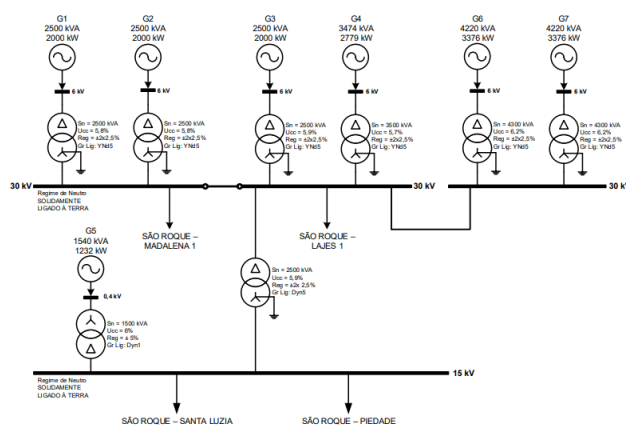 G1
2500 kVA
2000 kW
G2
2500 kVA
2000 kW
G3
2500 kVA
2000 kW
G4
3474 kVA
2779 kW
G6
4220 kVA
3376 kW
G7
4220 kVA
3376 kW
6 kV
6 kV
6 kV
6 kV
6 kV
6 kV
Sn = 2500 kVA
Ucc = 5,8%
Reg = ±2x2,5%
Gr Lig: YNd5
Sn = 2500 kVA
Ucc = 5,8%
Reg = ±2x2,5%
Gr Lig: YNd5
Sn = 2500 kVA
Ucc = 5,9%
Reg = ±2x2,5%
Gr Lig: YNd5
Sn = 3500 kVA
Ucc = 5,7%
Reg = ±2x2,5%
Gr Lig: YNd5
Sn = 4300 kVA
Ucc = 6,2%
Reg = ±2x2,5%
Gr Lig: YNd5
Sn = 4300 kVA
Ucc = 6,2%
Reg = ±2x2,5%
Gr Lig: YNd5
30 kV
30 kV
30 kV
Regime de Neutro
SOLIDAMENTE
LIGADO À TERRA
SÃO ROQUE –
MADALENA 1
SÃO ROQUE –
LAJES 1
G5
1540 kVA
1232 kW
0,4 kV
Sn = 1500 kVA
Ucc = 6%
Reg = ± 5%
Gr Lig: Dyn1
Sn = 2500 kVA
Ucc = 5,9%
Reg = ±2x 2,5%
Gr Lig: Dyn5
15 kV
Regime de Neutro
SOLIDAMENTE
LIGADO À TERRA
SÃO ROQUE – SANTA LUZIA
SÃO ROQUE – PIEDADE